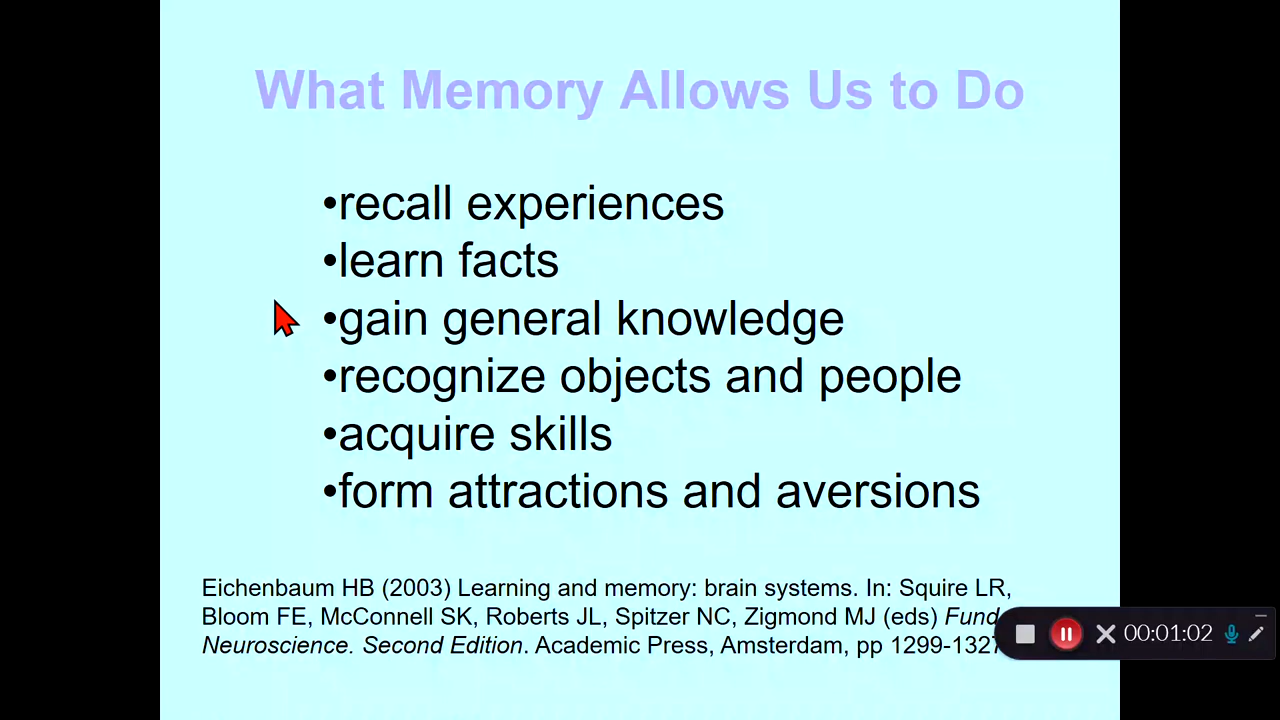 What Memory Allows Us to Do
•recall experiences
•learn facts
•gain general knowledge
•recognize objects and people
•acquire skills
•form attractions and aversions
Eichenbaum HB (2003) Learning and memory: brain systems. In: Squire LR,
Bloom FE, McConnell SK, Roberts JL, Spitzer NC, Zigmond MJ (eds)
Neuroscience. Second Edition. Academic Press, Amsterdam, pp 1299-1327
00:01:02